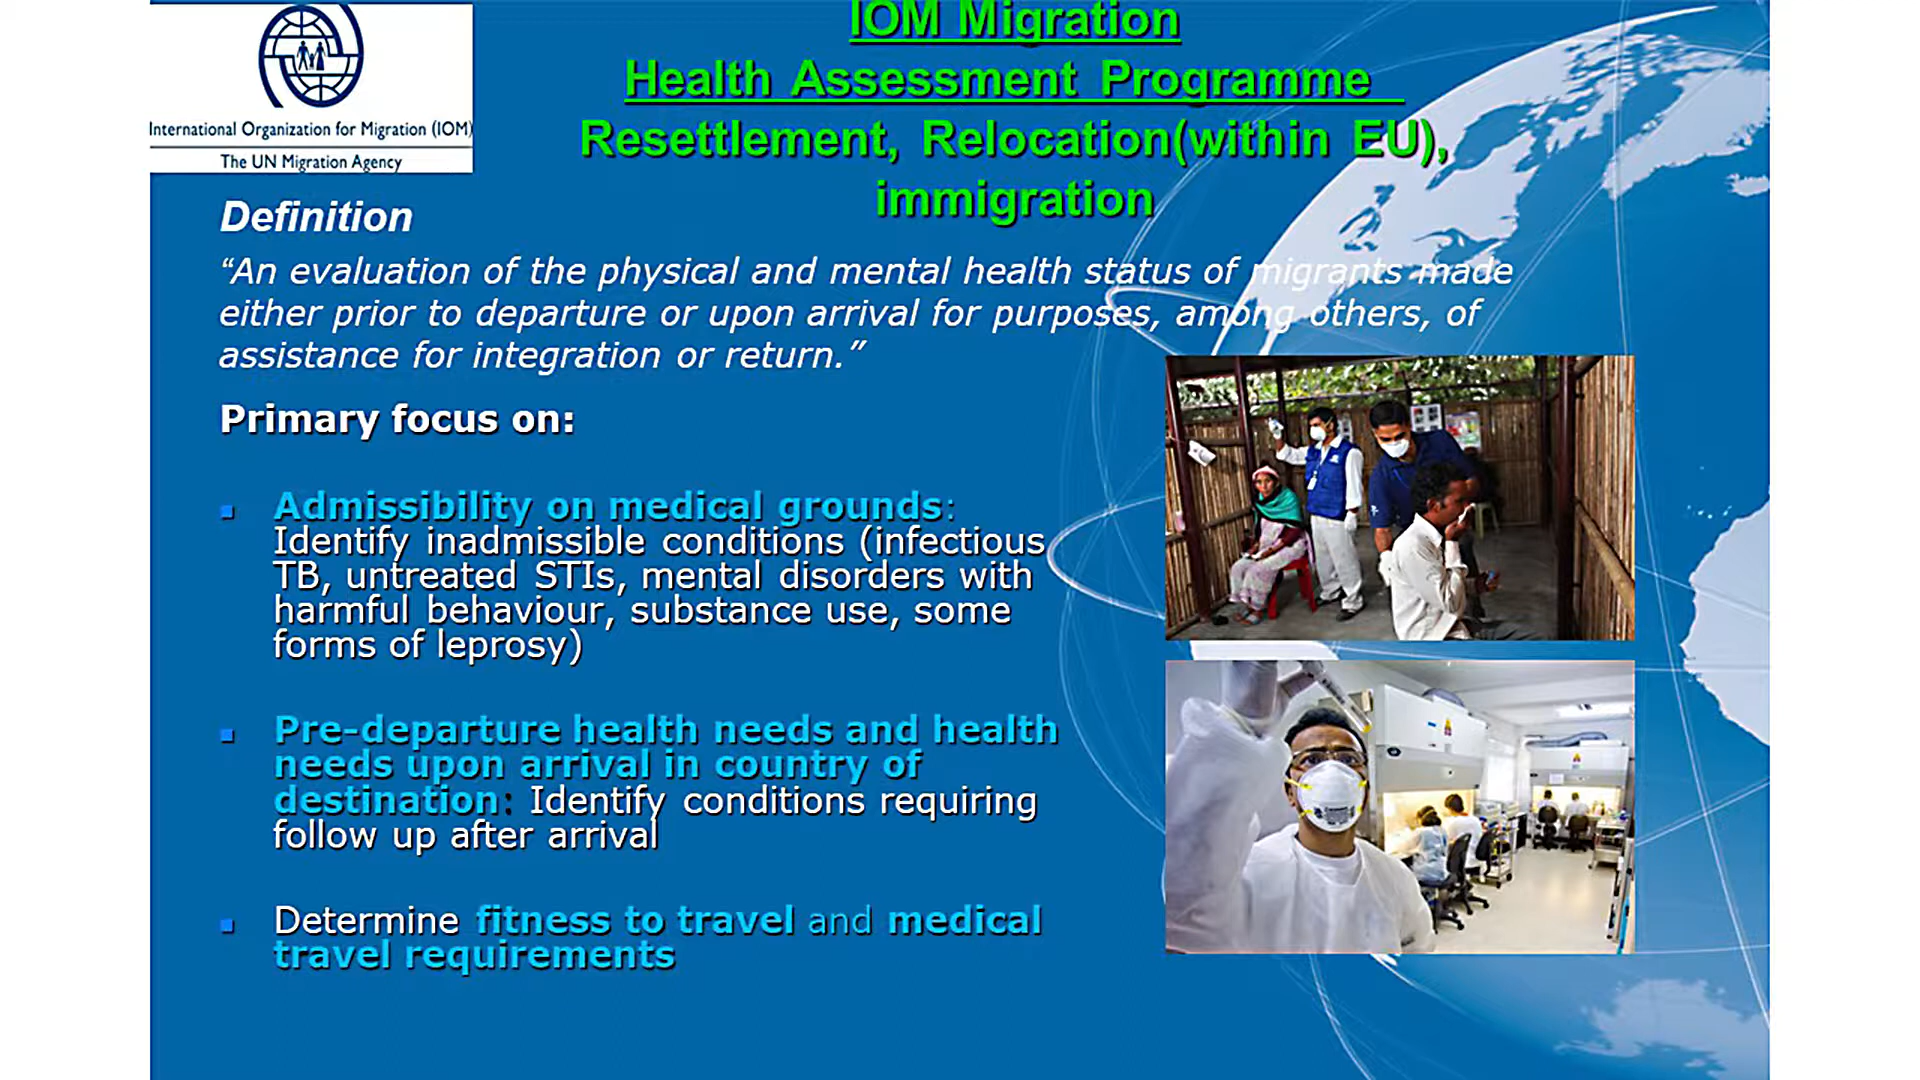 International Organization for Migration (IOM)
The UN Migration Agency
IOM Migration
Health Assessment Programme
Resettlement, Relocation(within EU),
immigration
Definition
“An evaluation of the physical and mental health status of migrants made
either prior to departure or upon arrival for purposes, among others, of
assistance for integration or return.”
Primary focus on:
Admissibility on medical grounds:
Identify inadmissible conditions (infectious
TB, untreated STIs, mental disorders with
harmful behaviour, substance use, some
forms of leprosy)
Pre-departure health needs and health
needs upon arrival in country of
destination: Identify conditions requiring
follow up after arrival
Determine fitness to travel and medical
travel requirements